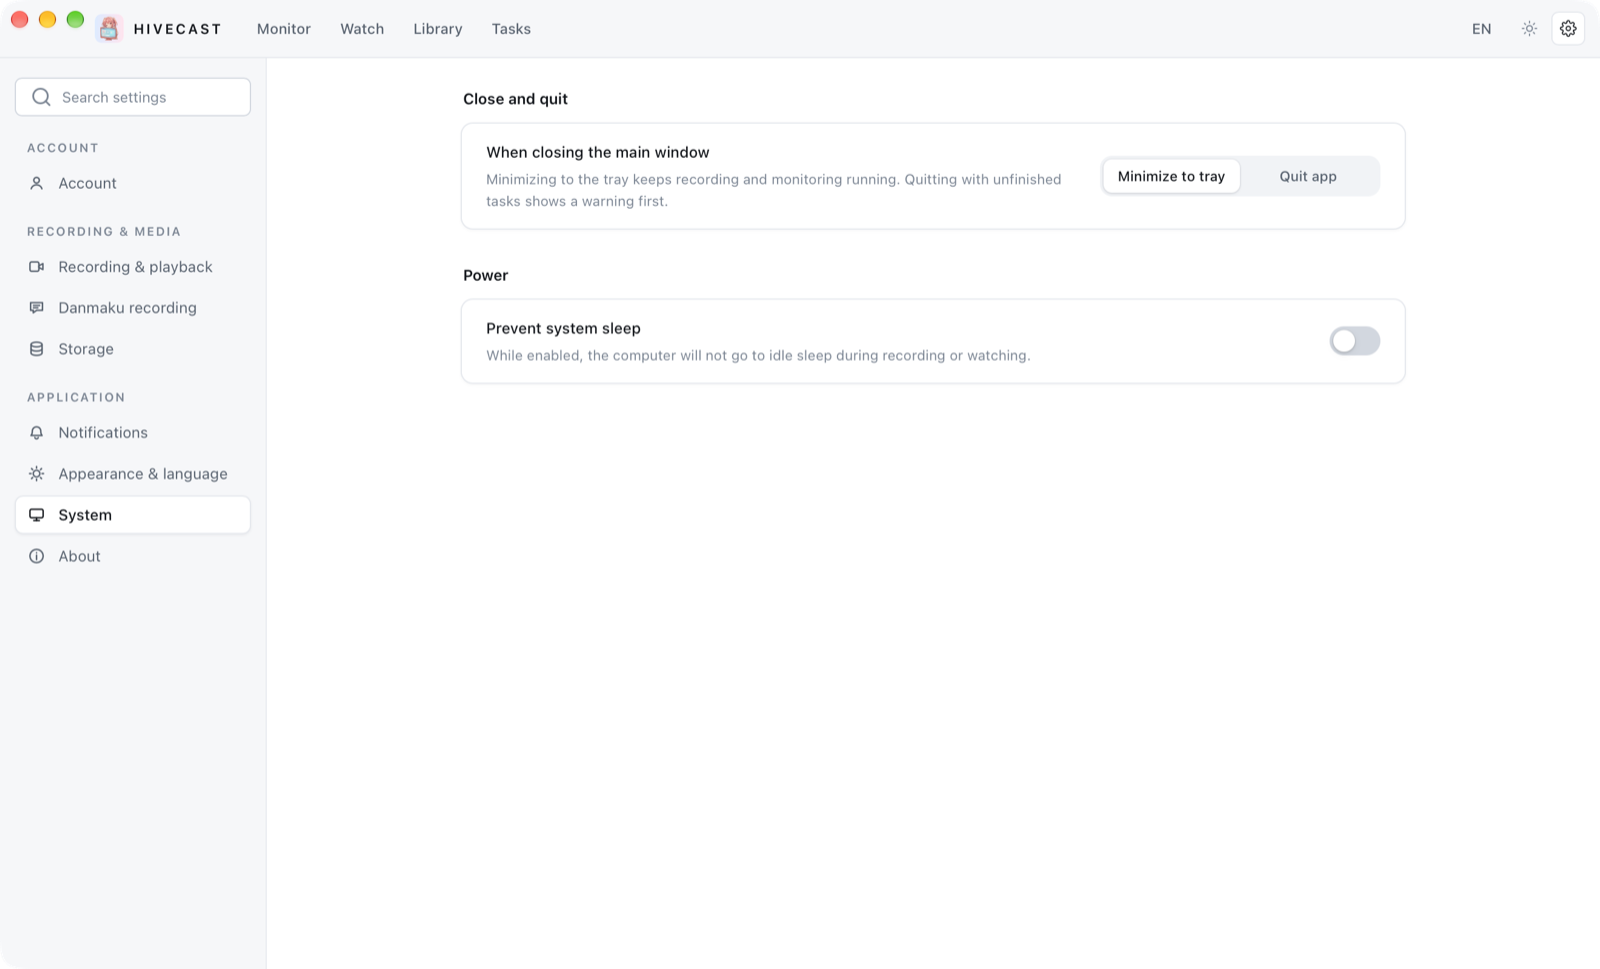 HIVECAST
Monitor
Watch
Library
Tasks
EN
Search settings
ACCOUNT
Account
RECORDING & MEDIA
Recording & playback
Danmaku recording
Storage
APPLICATION
Notifications
Appearance & language
System
About
Close and quit
When closing the main window
Minimizing to the tray keeps recording and monitoring running. Quitting with unfinished
tasks shows a warning first.
Minimize to tray
Quit app
Power
Prevent system sleep
While enabled, the computer will not go to idle sleep during recording or watching.